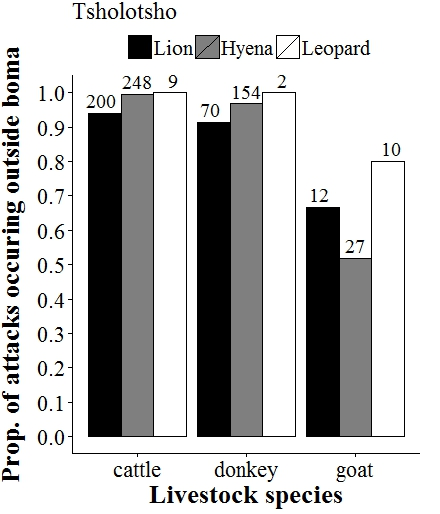 Tsholotsho
Lion Hyena Leopard
Prop. of attacks occuring outside boma
1.0
0.9
0.8
0.7
0.6
0.5
0.4
0.3
0.2
0.1
0.0
200 248 9
70 154 2
12 27 10
cattle donkey goat
Livestock species